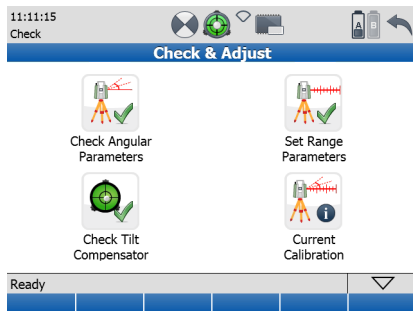 11:11:15
Check
A
B
Check & Adjust
Check Angular
Parameters
Set Range
Parameters
Check Tilt
Compensator
Current
Calibration
Ready